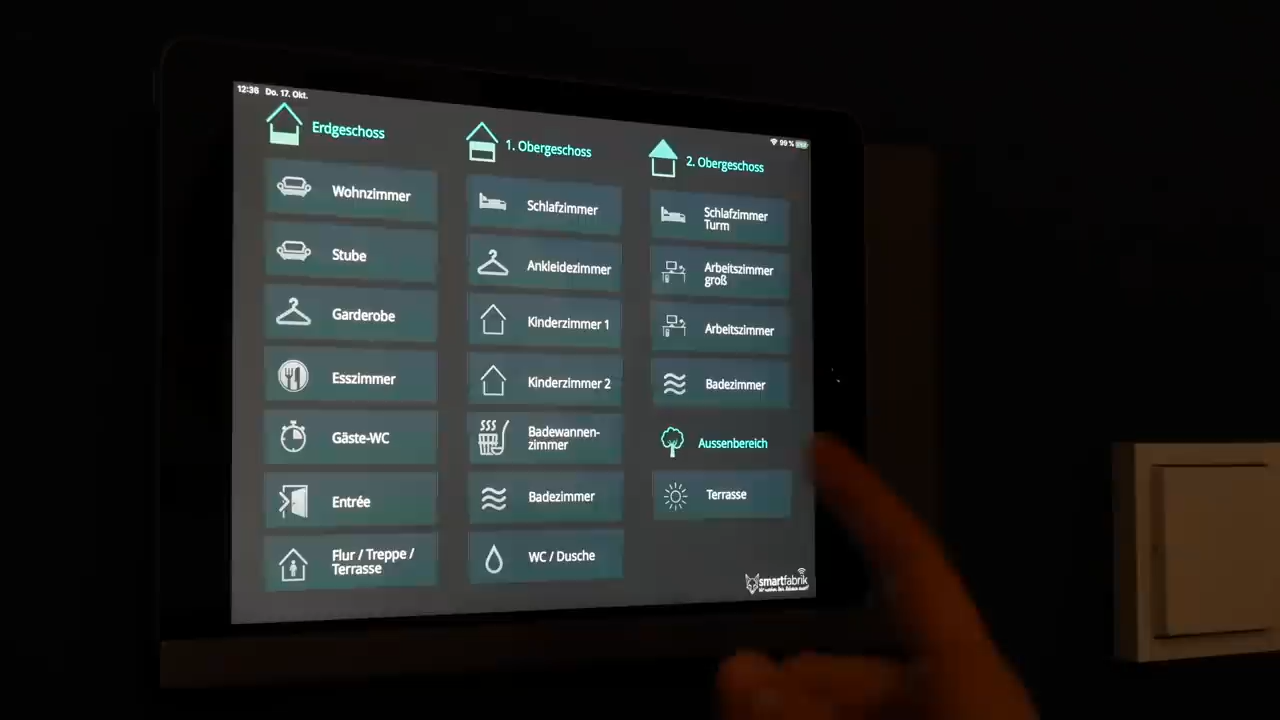 12:36 Do. 17. Okt.
99 %
Erdgeschoss
Wohnzimmer
Stube
Garderobe
Esszimmer
Gäste-WC
Entrée
Flur / Treppe /
Terrasse
1. Obergeschoss
Schlafzimmer
Ankleidezimmer
Kinderzimmer 1
Kinderzimmer 2
Badewannen-
zimmer
Badezimmer
WC / Dusche
2. Obergeschoss
Schlafzimmer
Turm
Arbeitszimmer
groß
Arbeitszimmer
Badezimmer
Aussenbereich
Terrasse
smartfabrik